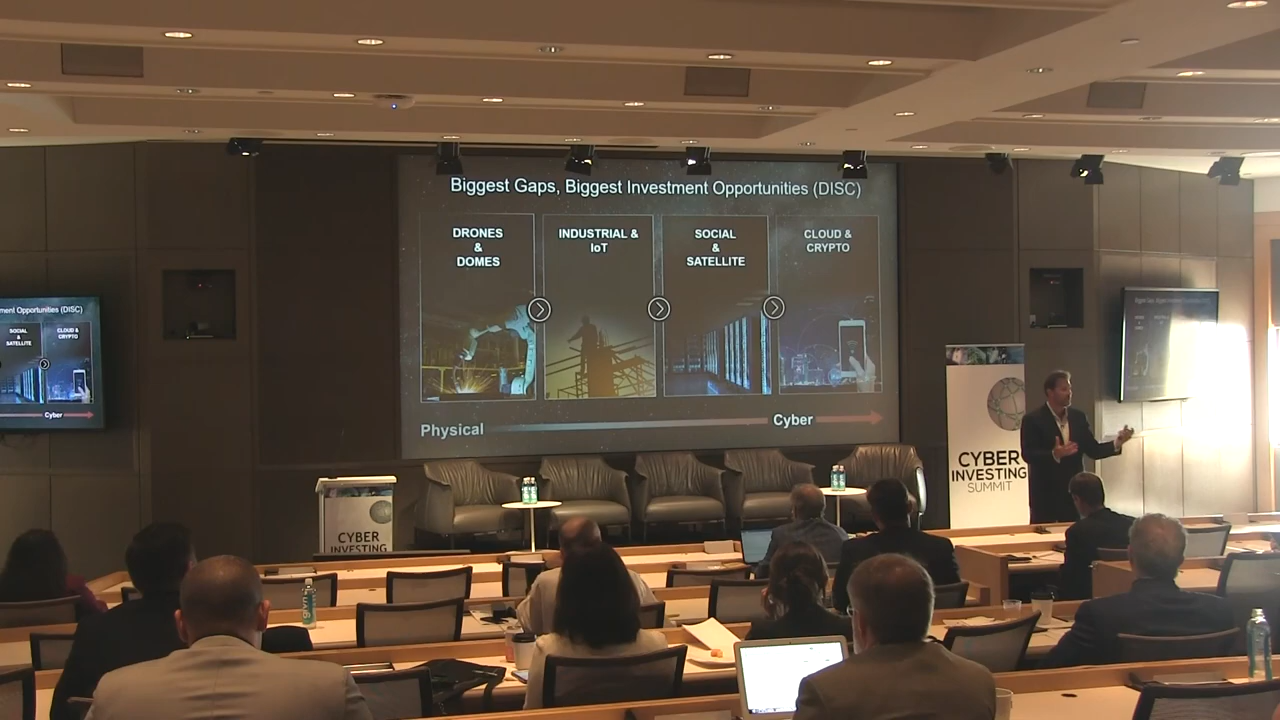 Biggest Gaps, Biggest Investment Opportunities (DISC)
DRONES
&
DOMES
INDUSTRIAL &
IoT
SOCIAL
&
SATELLITE
CLOUD &
CRYPTO
Physical
Cyber
ment Opportunities (DISC)
SOCIAL
&
SATELLITE
CLOUD &
CRYPTO
Cyber
CYBER
INVESTING
SUMMIT
CYBER
INVESTING